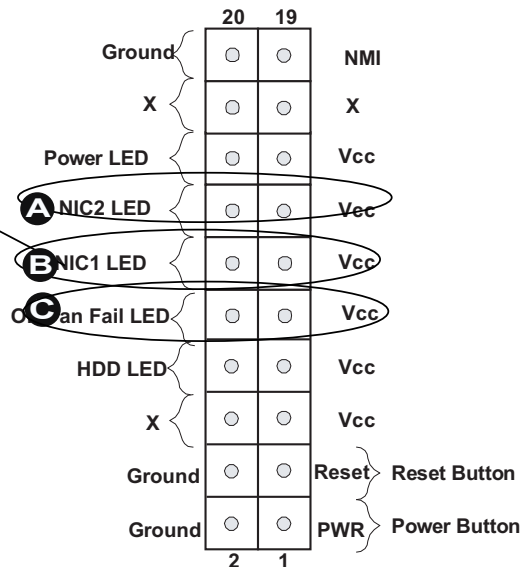 20 19
Ground NMI
X X
Power LED Vcc
A NIC2 LED Vcc
B NIC1 LED Vcc
C Fail LED Vcc
HDD LED Vcc
X Vcc
Ground Reset Reset Button
Ground PWR Power Button
2 1